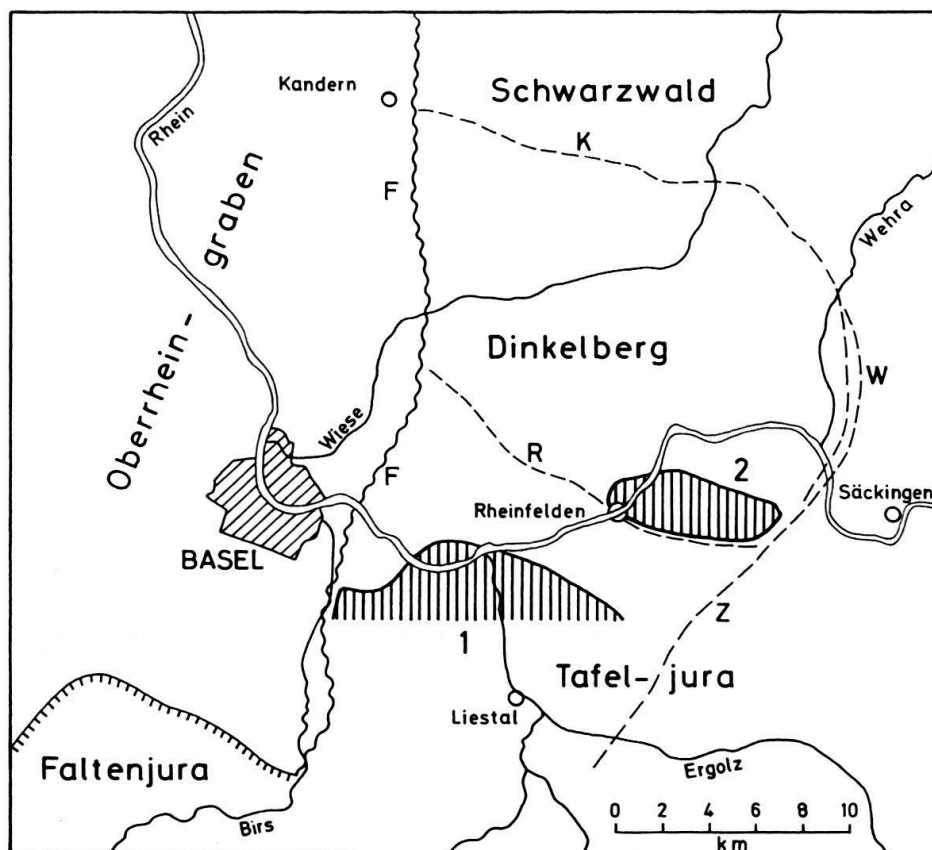 Kandern
Schwarzwald
Rhein
K
F
graben
Wehra
Oberrhein-
Dinkelberg
W
Wiese
R
2
F
Rheinfelden
Säckingen
BASEL
Z
1
Tafel-jura
Liestal
Faltenjura
Ergolz
Birs
0 2 4 6 8 10
km